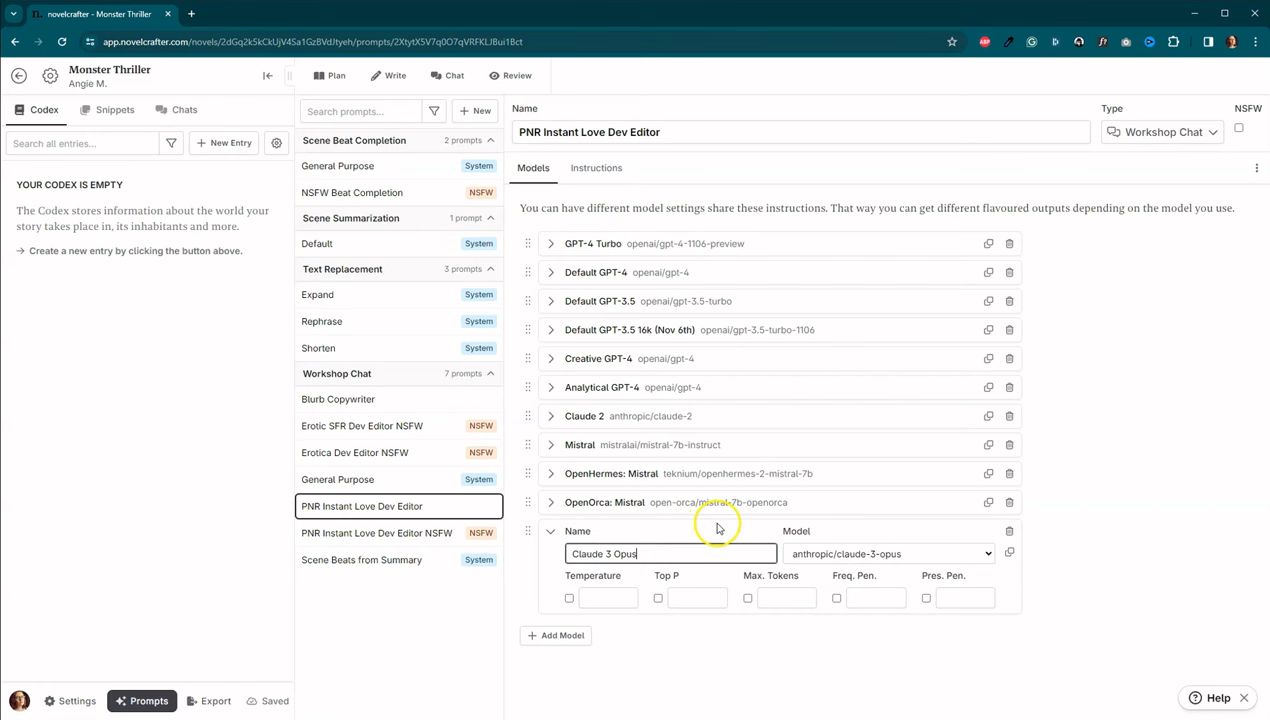 novelcrafter - Monster Thriller
app.novelcrafter.com/novels/2dGq2k5kCkUjV4Sa1GzBVdJtyeh/prompts/2XtytX5V7q0O7qVRFKLJBui1Bct
Monster Thriller
Angie M.
Plan
Write
Chat
Review
Codex
Snippets
Chats
Search all entries...
New Entry
YOUR CODEX IS EMPTY
The Codex stores information about the world your
story takes place in, its inhabitants and more.
→ Create a new entry by clicking the button above.
Search prompts...
New
Scene Beat Completion 2 prompts
General Purpose System
NSFW Beat Completion NSFW
Scene Summarization 1 prompt
Default System
Text Replacement 3 prompts
Expand System
Rephrase System
Shorten System
Workshop Chat 7 prompts
Blurb Copywriter
Erotic SFR Dev Editor NSFW NSFW
Erotica Dev Editor NSFW NSFW
General Purpose System
PNR Instant Love Dev Editor
PNR Instant Love Dev Editor NSFW NSFW
Scene Beats from Summary
Name
Type
NSFW
PNR Instant Love Dev Editor
Workshop Chat
Models
Instructions
You can have different model settings share these instructions. That way you can get different flavoured outputs depending on the model you use.
GPT-4 Turbo openai/gpt-4-1106-preview
Default GPT-4 openai/gpt-4
Default GPT-3.5 openai/gpt-3.5-turbo
Default GPT-3.5 16k (Nov 6th) openai/gpt-3.5-turbo-1106
Creative GPT-4 openai/gpt-4
Analytical GPT-4 openai/gpt-4
Claude 2 anthropic/claude-2
Mistral mistralai/mistral-7b-instruct
OpenHermes: Mistral teknium/openhermes-2-mistral-7b
OpenOrca: Mistral open-orca/mistral-7b-openorca
Name
Model
Claude 3 Opus
anthropic/claude-3-opus
Temperature
Top P
Max. Tokens
Freq. Pen.
Pres. Pen.
Add Model
Settings
Prompts
Export
Saved
Help